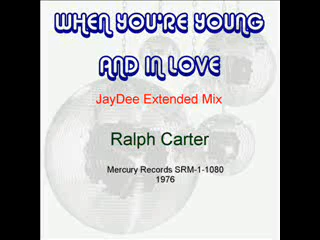 WHEN YOU'RE YOUNG
AND IN LOVE
JayDee Extended Mix
Ralph Carter
Mercury Records SRM-1-1080
1976